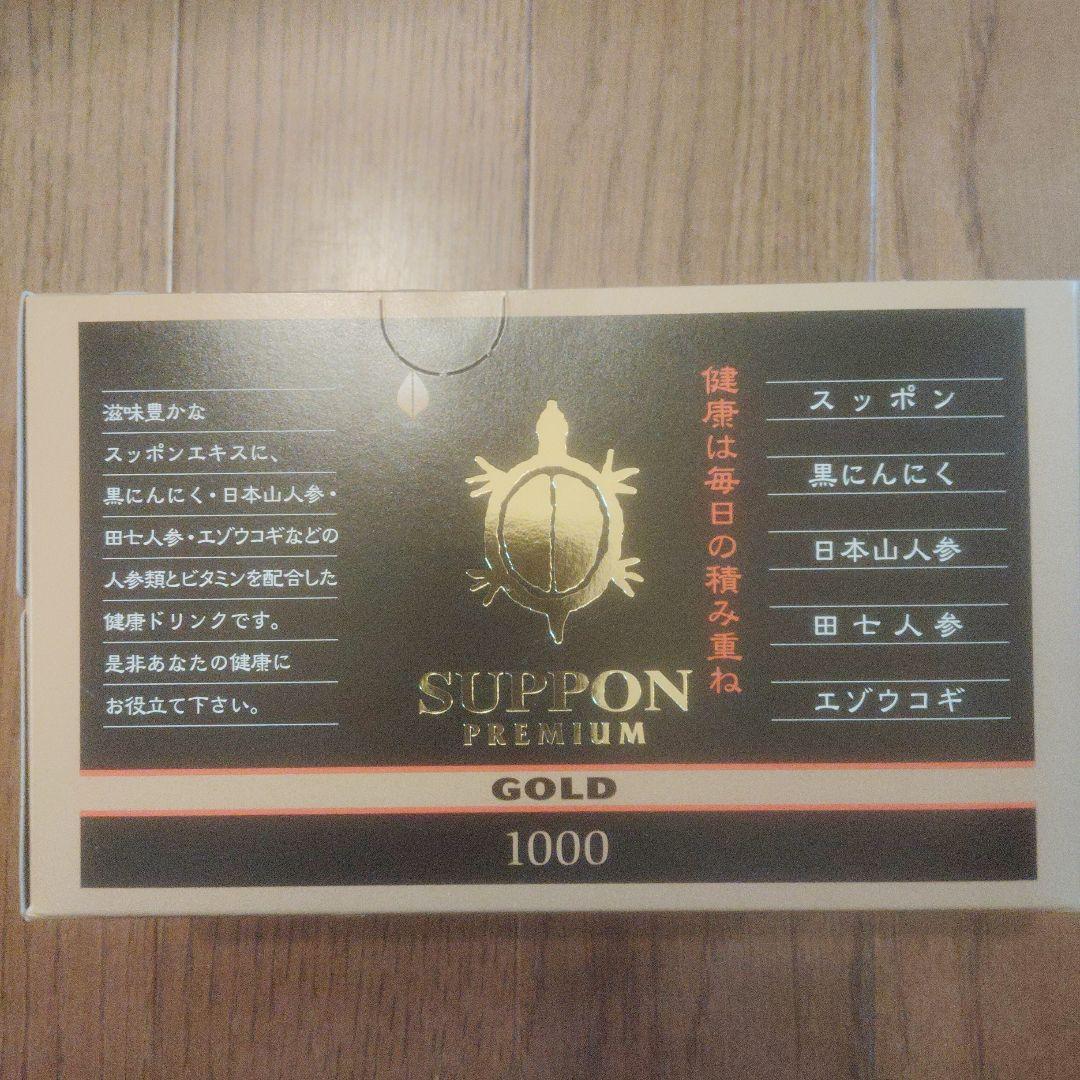 滋味豊かな
スッポンエキスに、
黒にんにく・日本山人参・
田七人参・エゾウコギなどの
人参類とビタミンを配合した
健康ドリンクです。
是非あなたの健康に
お役立て下さい。
SUPPON
PREMIUM
健康は毎日の積み重ね
スッポン
黒にんにく
日本山人参
田七人参
エゾウコギ
GOLD
1000